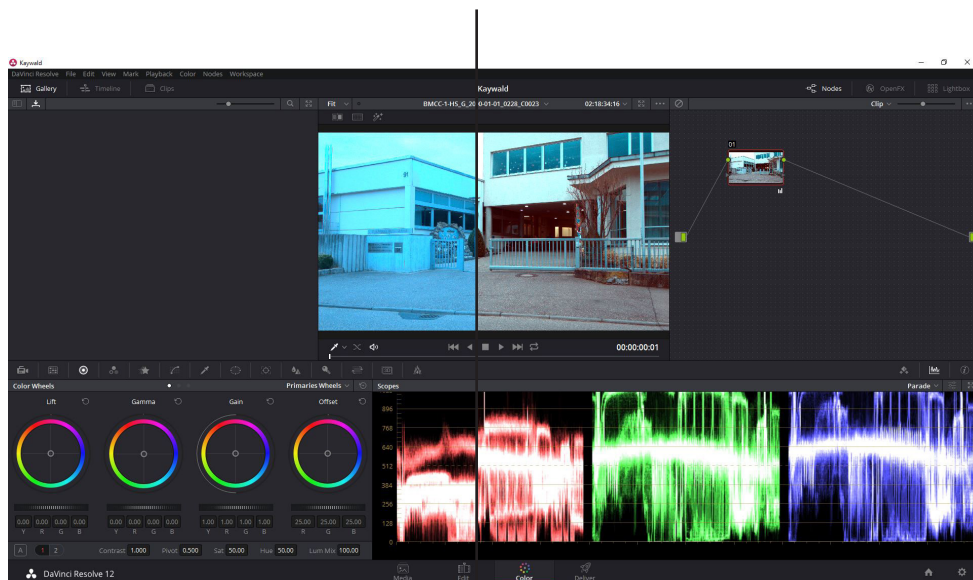 Kaywald
DaVinci Resolve File Edit View Mark Playback Color Nodes Workspace
Gallery Timeline Clips Kaywald Nodes OpenFX Lightbox
Fit BMCC-1-HS_G_20 0-01-01_0228_C0023 02:18:34:16 Clip
01
00:00:00:01
Color Wheels Primaries Wheels Scopes Parade
Lift Gamma Gain Offset
896
768
640
512
384
256
128
0
0.00 0.00 0.00 0.00 0.00 0.00 0.00 0.00 1.00 1.00 1.00 1.00 25.00 25.00 25.00
Y R G B Y R G B Y R G B R G B
A 1 2 Contrast 1.000 Pivot 0.500 Sat 50.00 Hue 50.00 Lum Mix 100.00
DaVinci Resolve 12 Media Edit Color Deliver